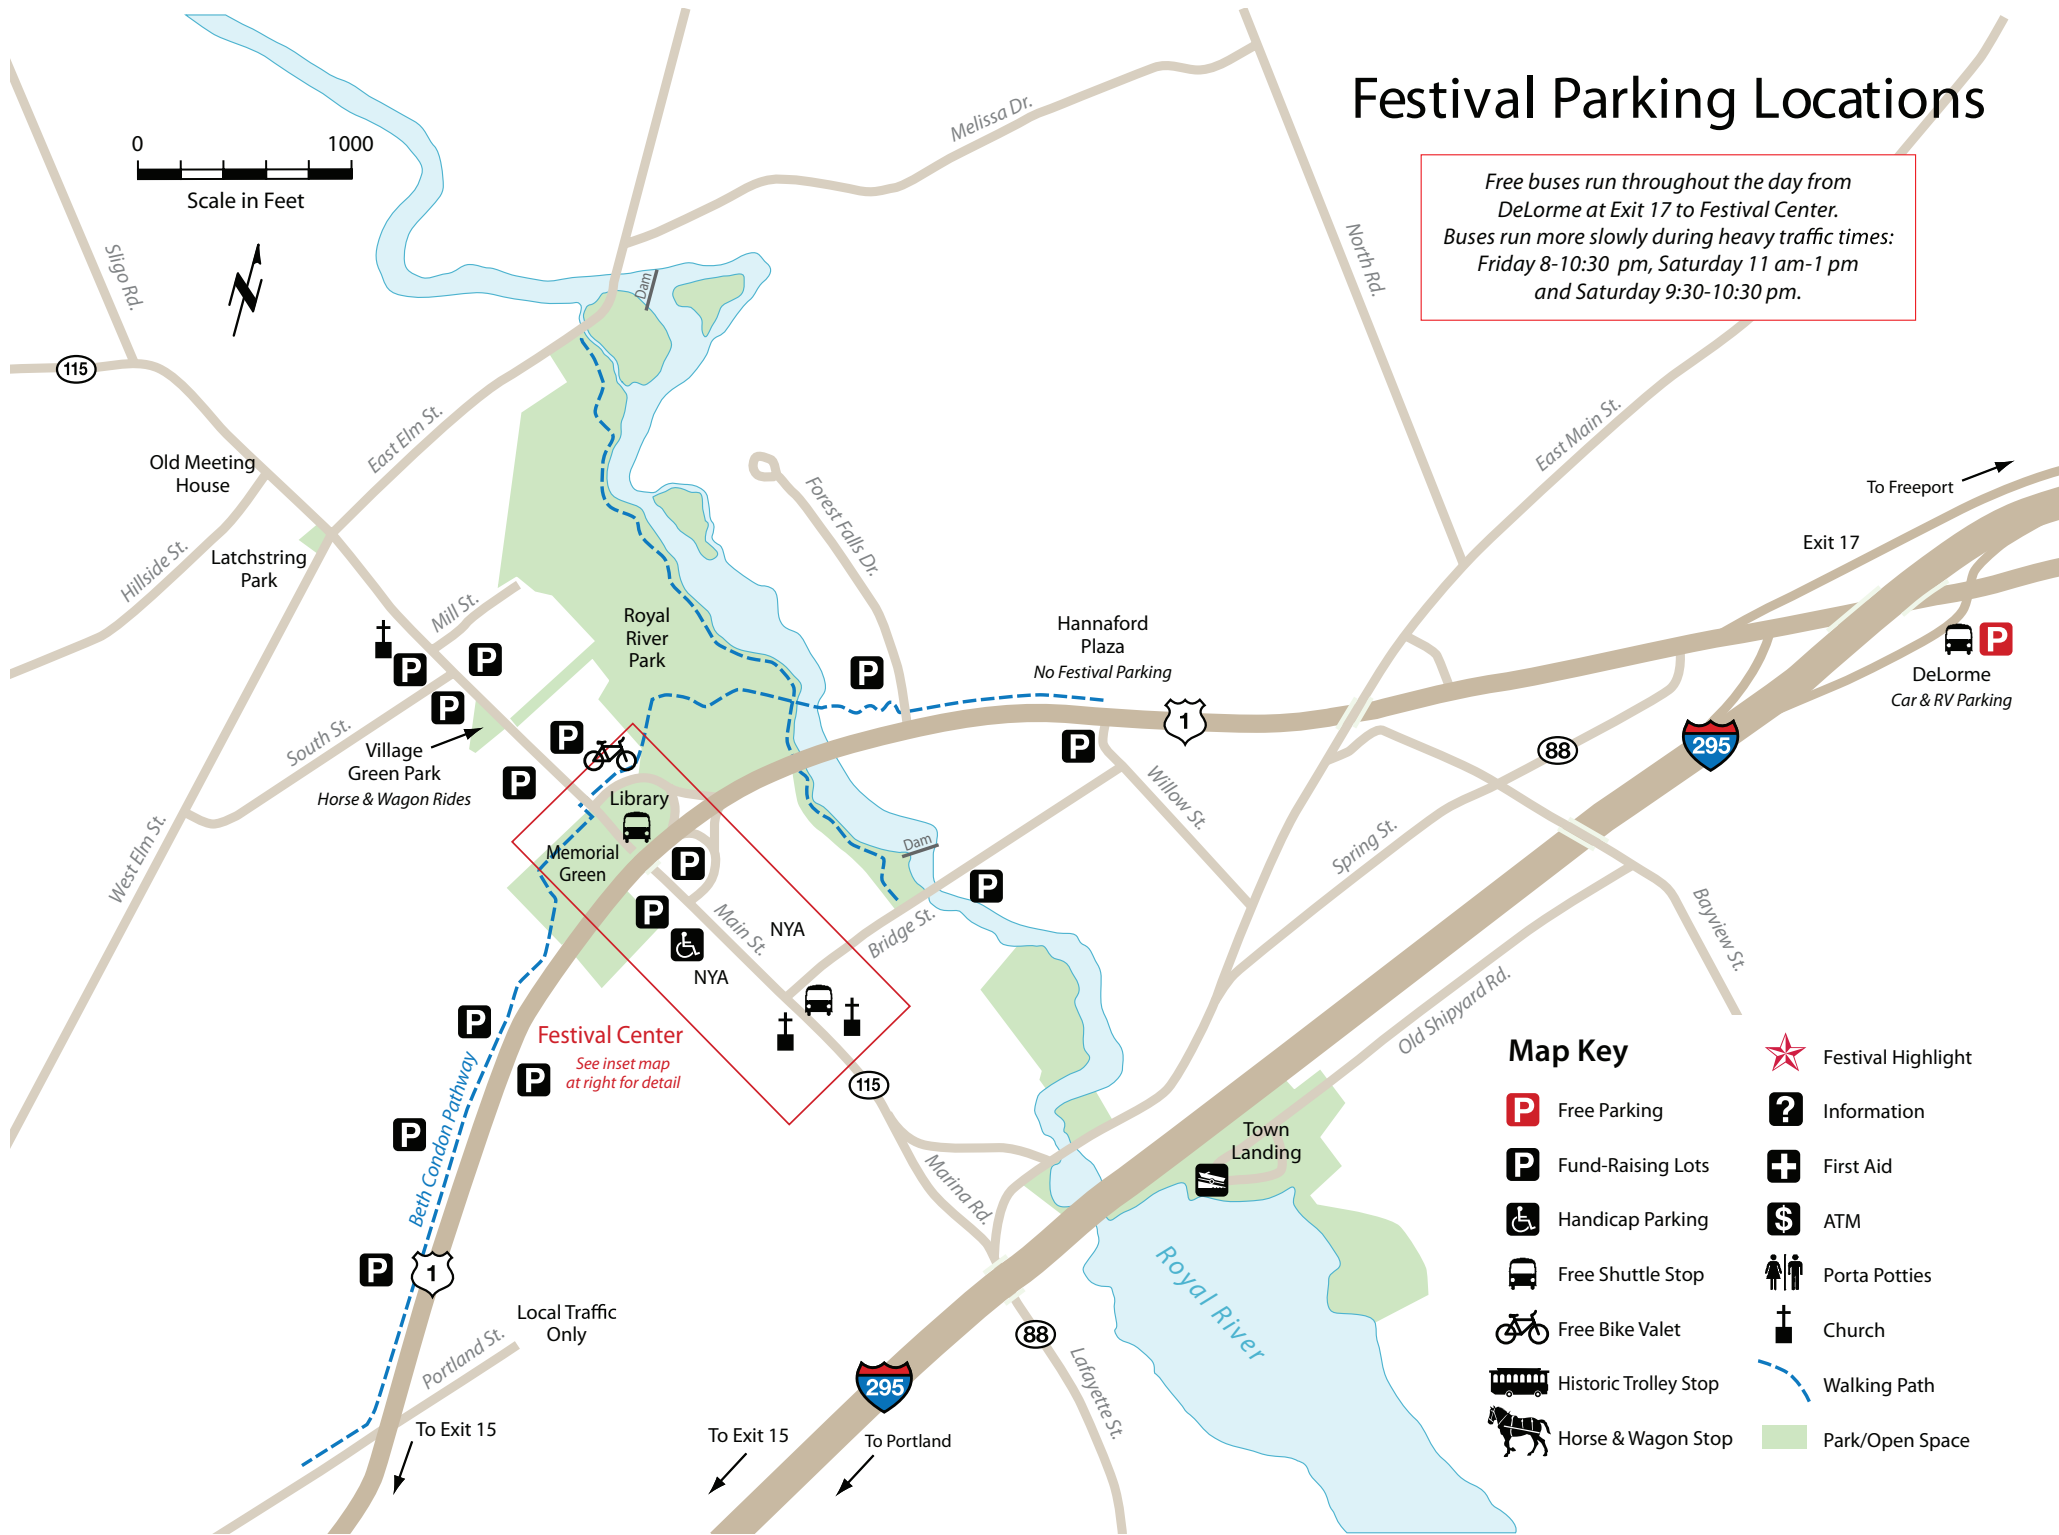 Festival Parking Locations
Free buses run throughout the day from
DeLorme at Exit 17 to Festival Center.
Buses run more slowly during heavy traffic times:
Friday 8-10:30 pm, Saturday 11 am-1 pm
and Saturday 9:30-10:30 pm.
0 1000
Scale in Feet
N
Sligo Rd.
115
Melissa Dr.
North Rd.
East Main St.
Dam
East Elm St.
Old Meeting
House
Hillside St.
Latchstring
Park
Mill St.
Forest Falls Dr.
To Freeport
Exit 17
Royal
River
Park
Hannaford
Plaza
No Festival Parking
P
P
P
P
P
P
DeLorme
Car & RV Parking
South St.
Village
Green Park
Horse & Wagon Rides
P
P
P
1
295
88
Willow St.
Library
Memorial
Green
P
P
Main St.
NYA
NYA
Dam
Bridge St.
P
Spring St.
Bayview St.
West Elm St.
Old Shipyard Rd.
P
Festival Center
See inset map
at right for detail
P
P
P
Beth Condon Pathway
115
Marina Rd.
Town
Landing
Royal River
1
Local Traffic
Only
Portland St.
88
Lafayette St.
295
To Exit 15
To Exit 15
To Portland
Map Key
P Free Parking
P Fund-Raising Lots
Handicap Parking
Free Shuttle Stop
Free Bike Valet
Historic Trolley Stop
Horse & Wagon Stop
Festival Highlight
? Information
First Aid
$ ATM
Porta Potties
Church
Walking Path
Park/Open Space